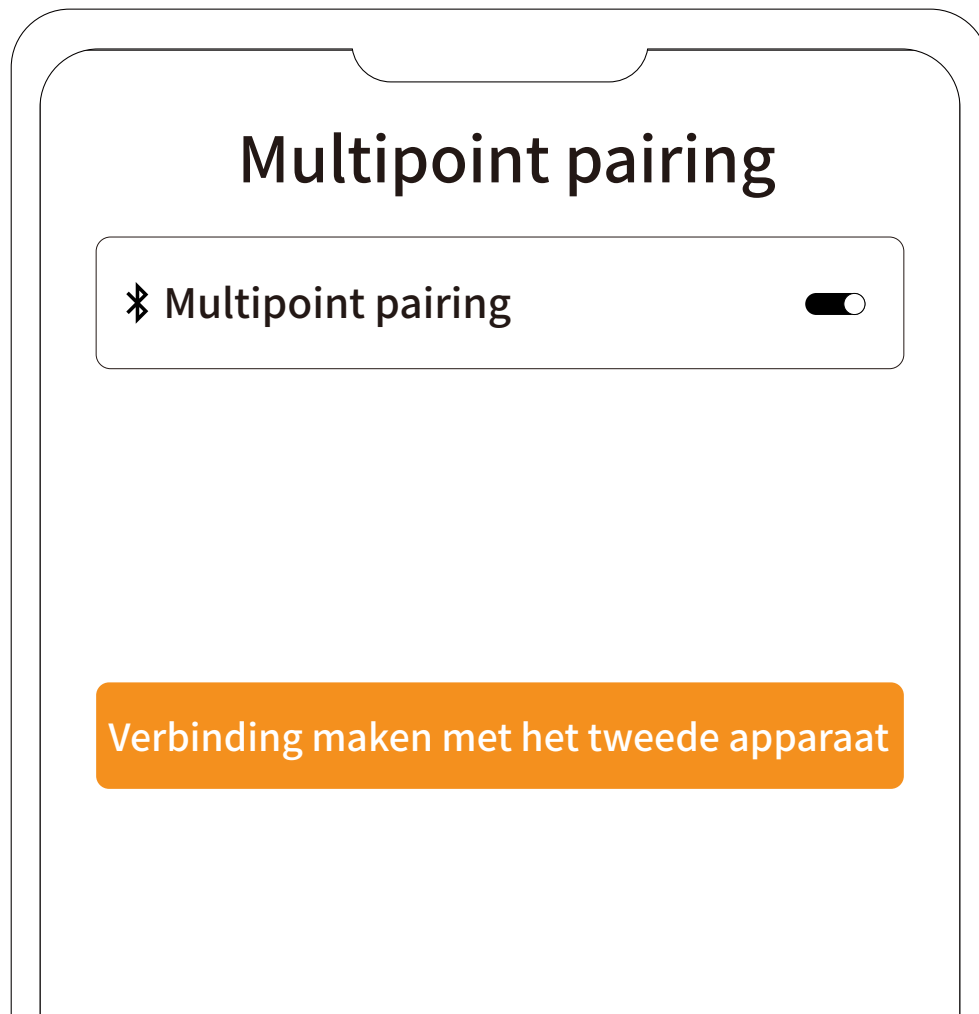 Multipoint pairing
Multipoint pairing
Verbinding maken met het tweede apparaat